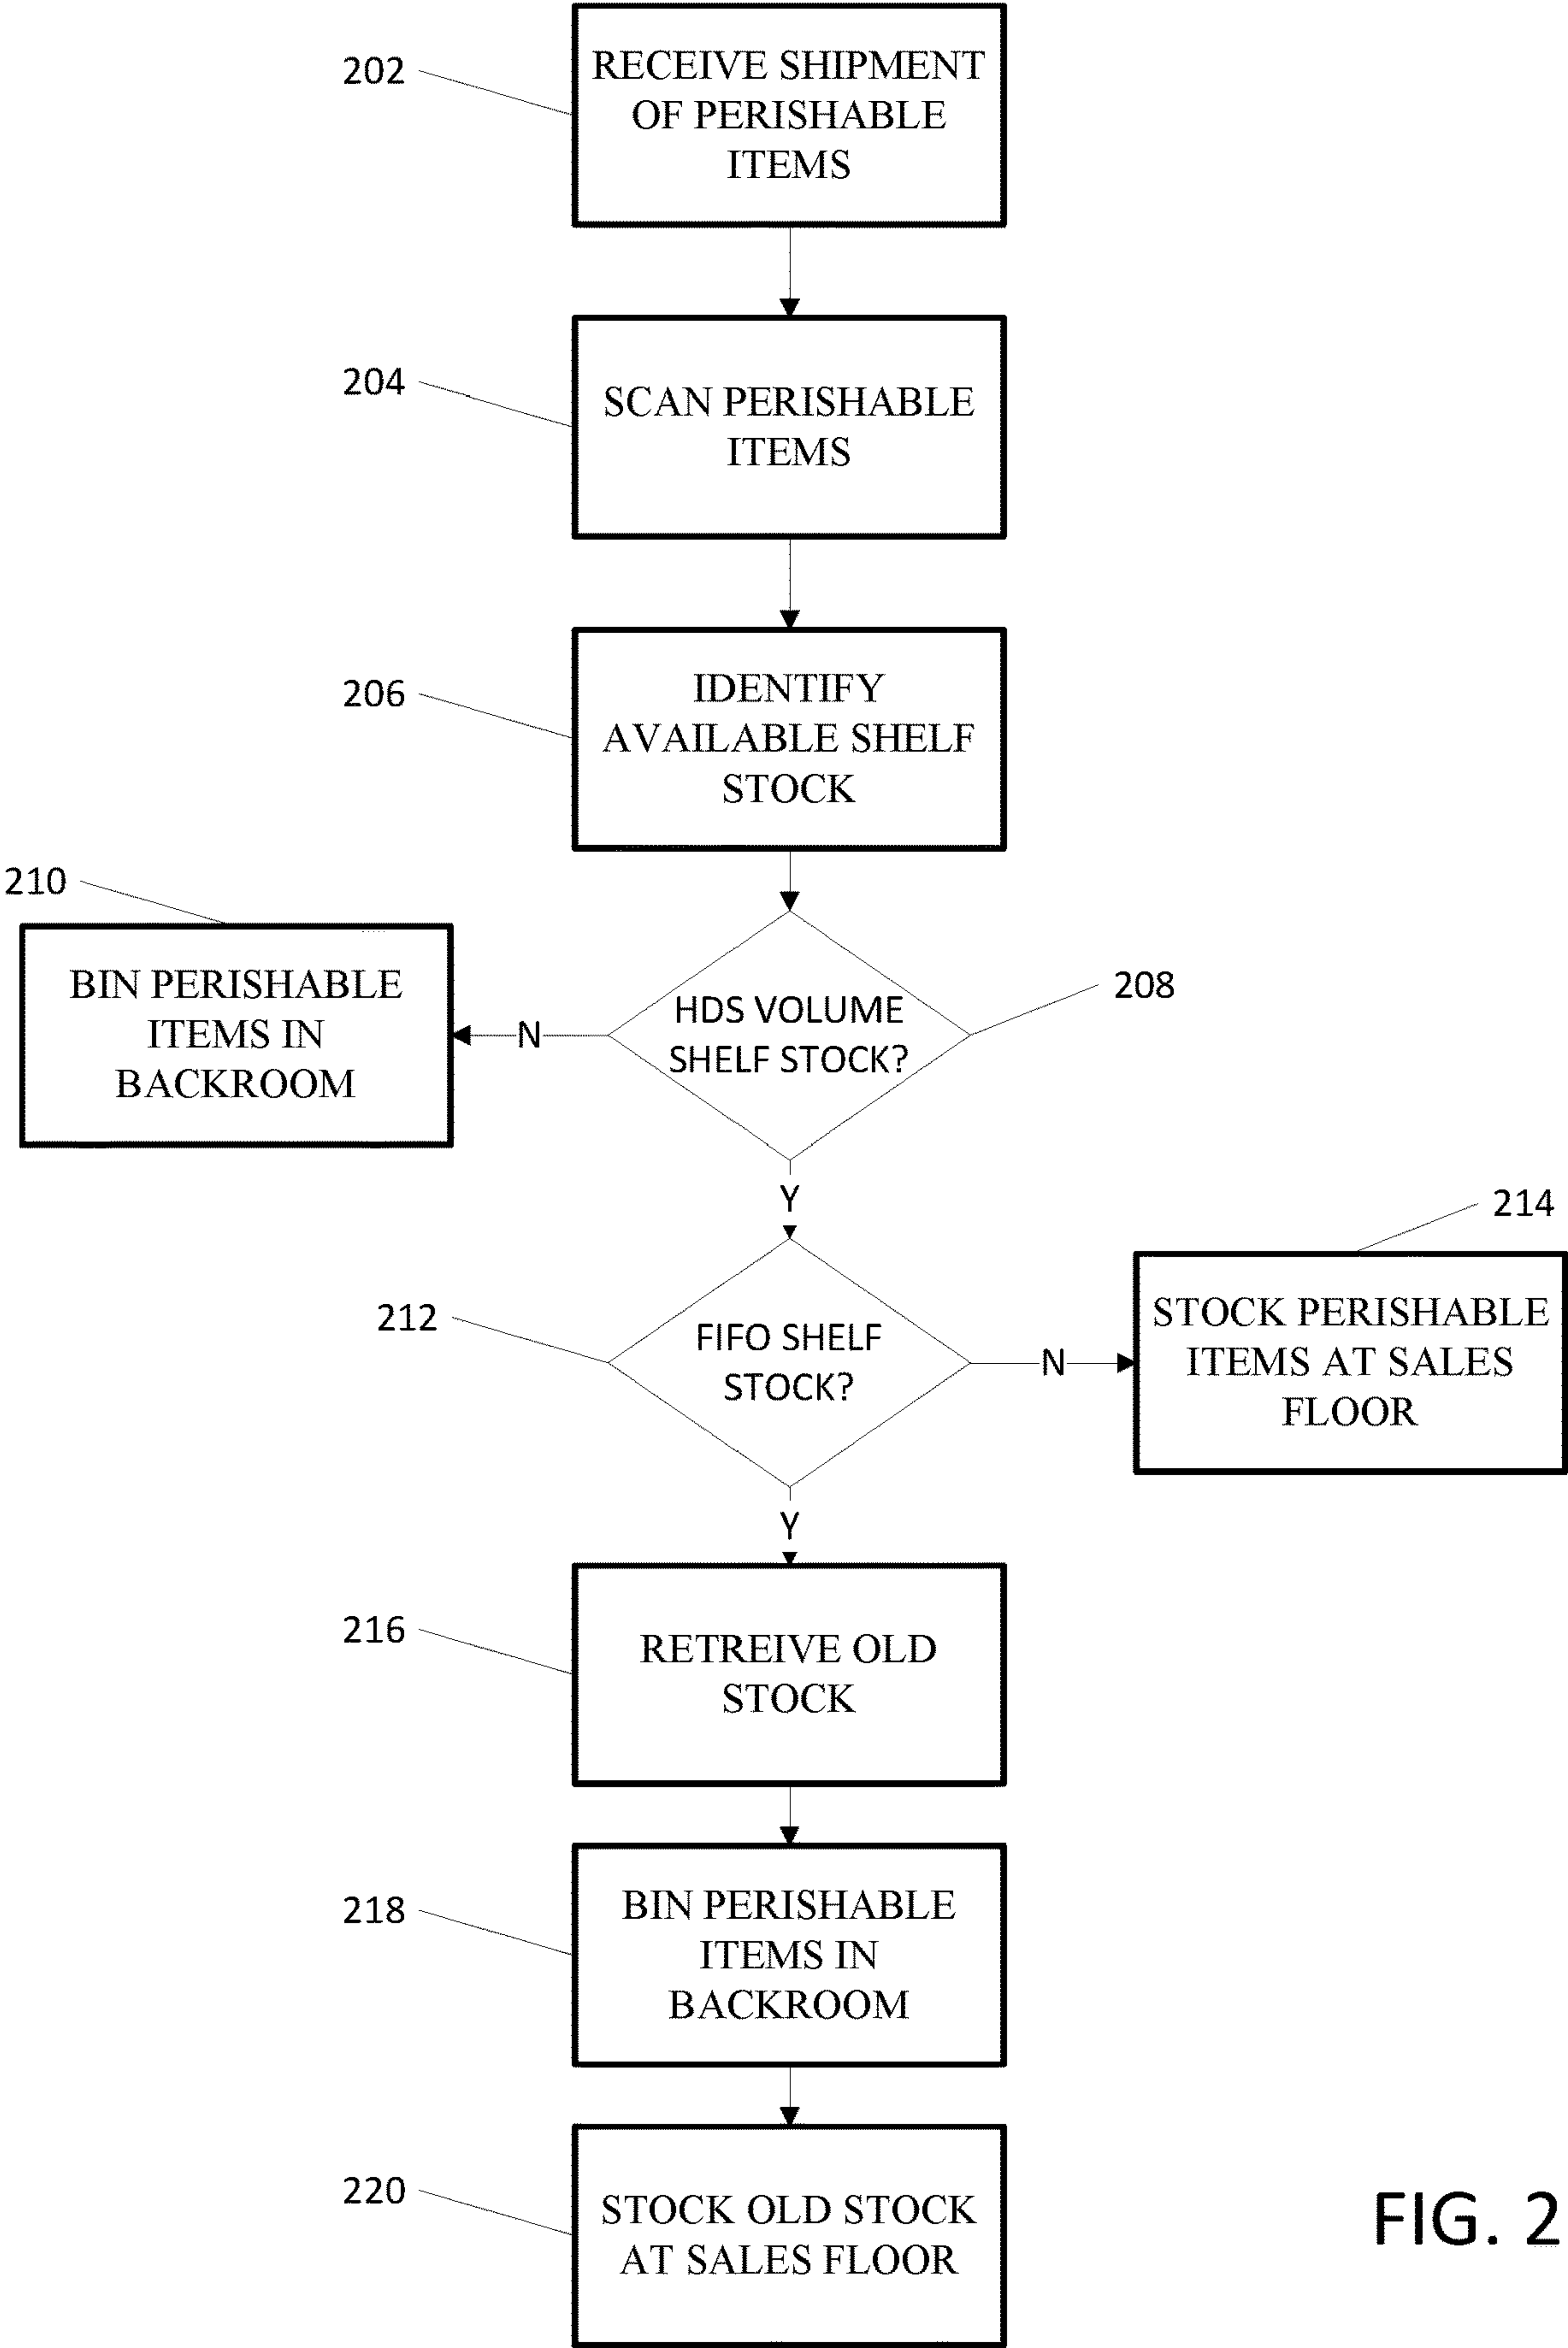 202
RECEIVE SHIPMENT
OF PERISHABLE
ITEMS
204
SCAN PERISHABLE
ITEMS
206
IDENTIFY
AVAILABLE SHELF
STOCK
210
BIN PERISHABLE
ITEMS IN
BACKROOM
N
HDS VOLUME
SHELF STOCK?
208
Y
212
FIFO SHELF
STOCK?
N
214
STOCK PERISHABLE
ITEMS AT SALES
FLOOR
Y
216
RETREIVE OLD
STOCK
218
BIN PERISHABLE
ITEMS IN
BACKROOM
220
STOCK OLD STOCK
AT SALES FLOOR
FIG. 2